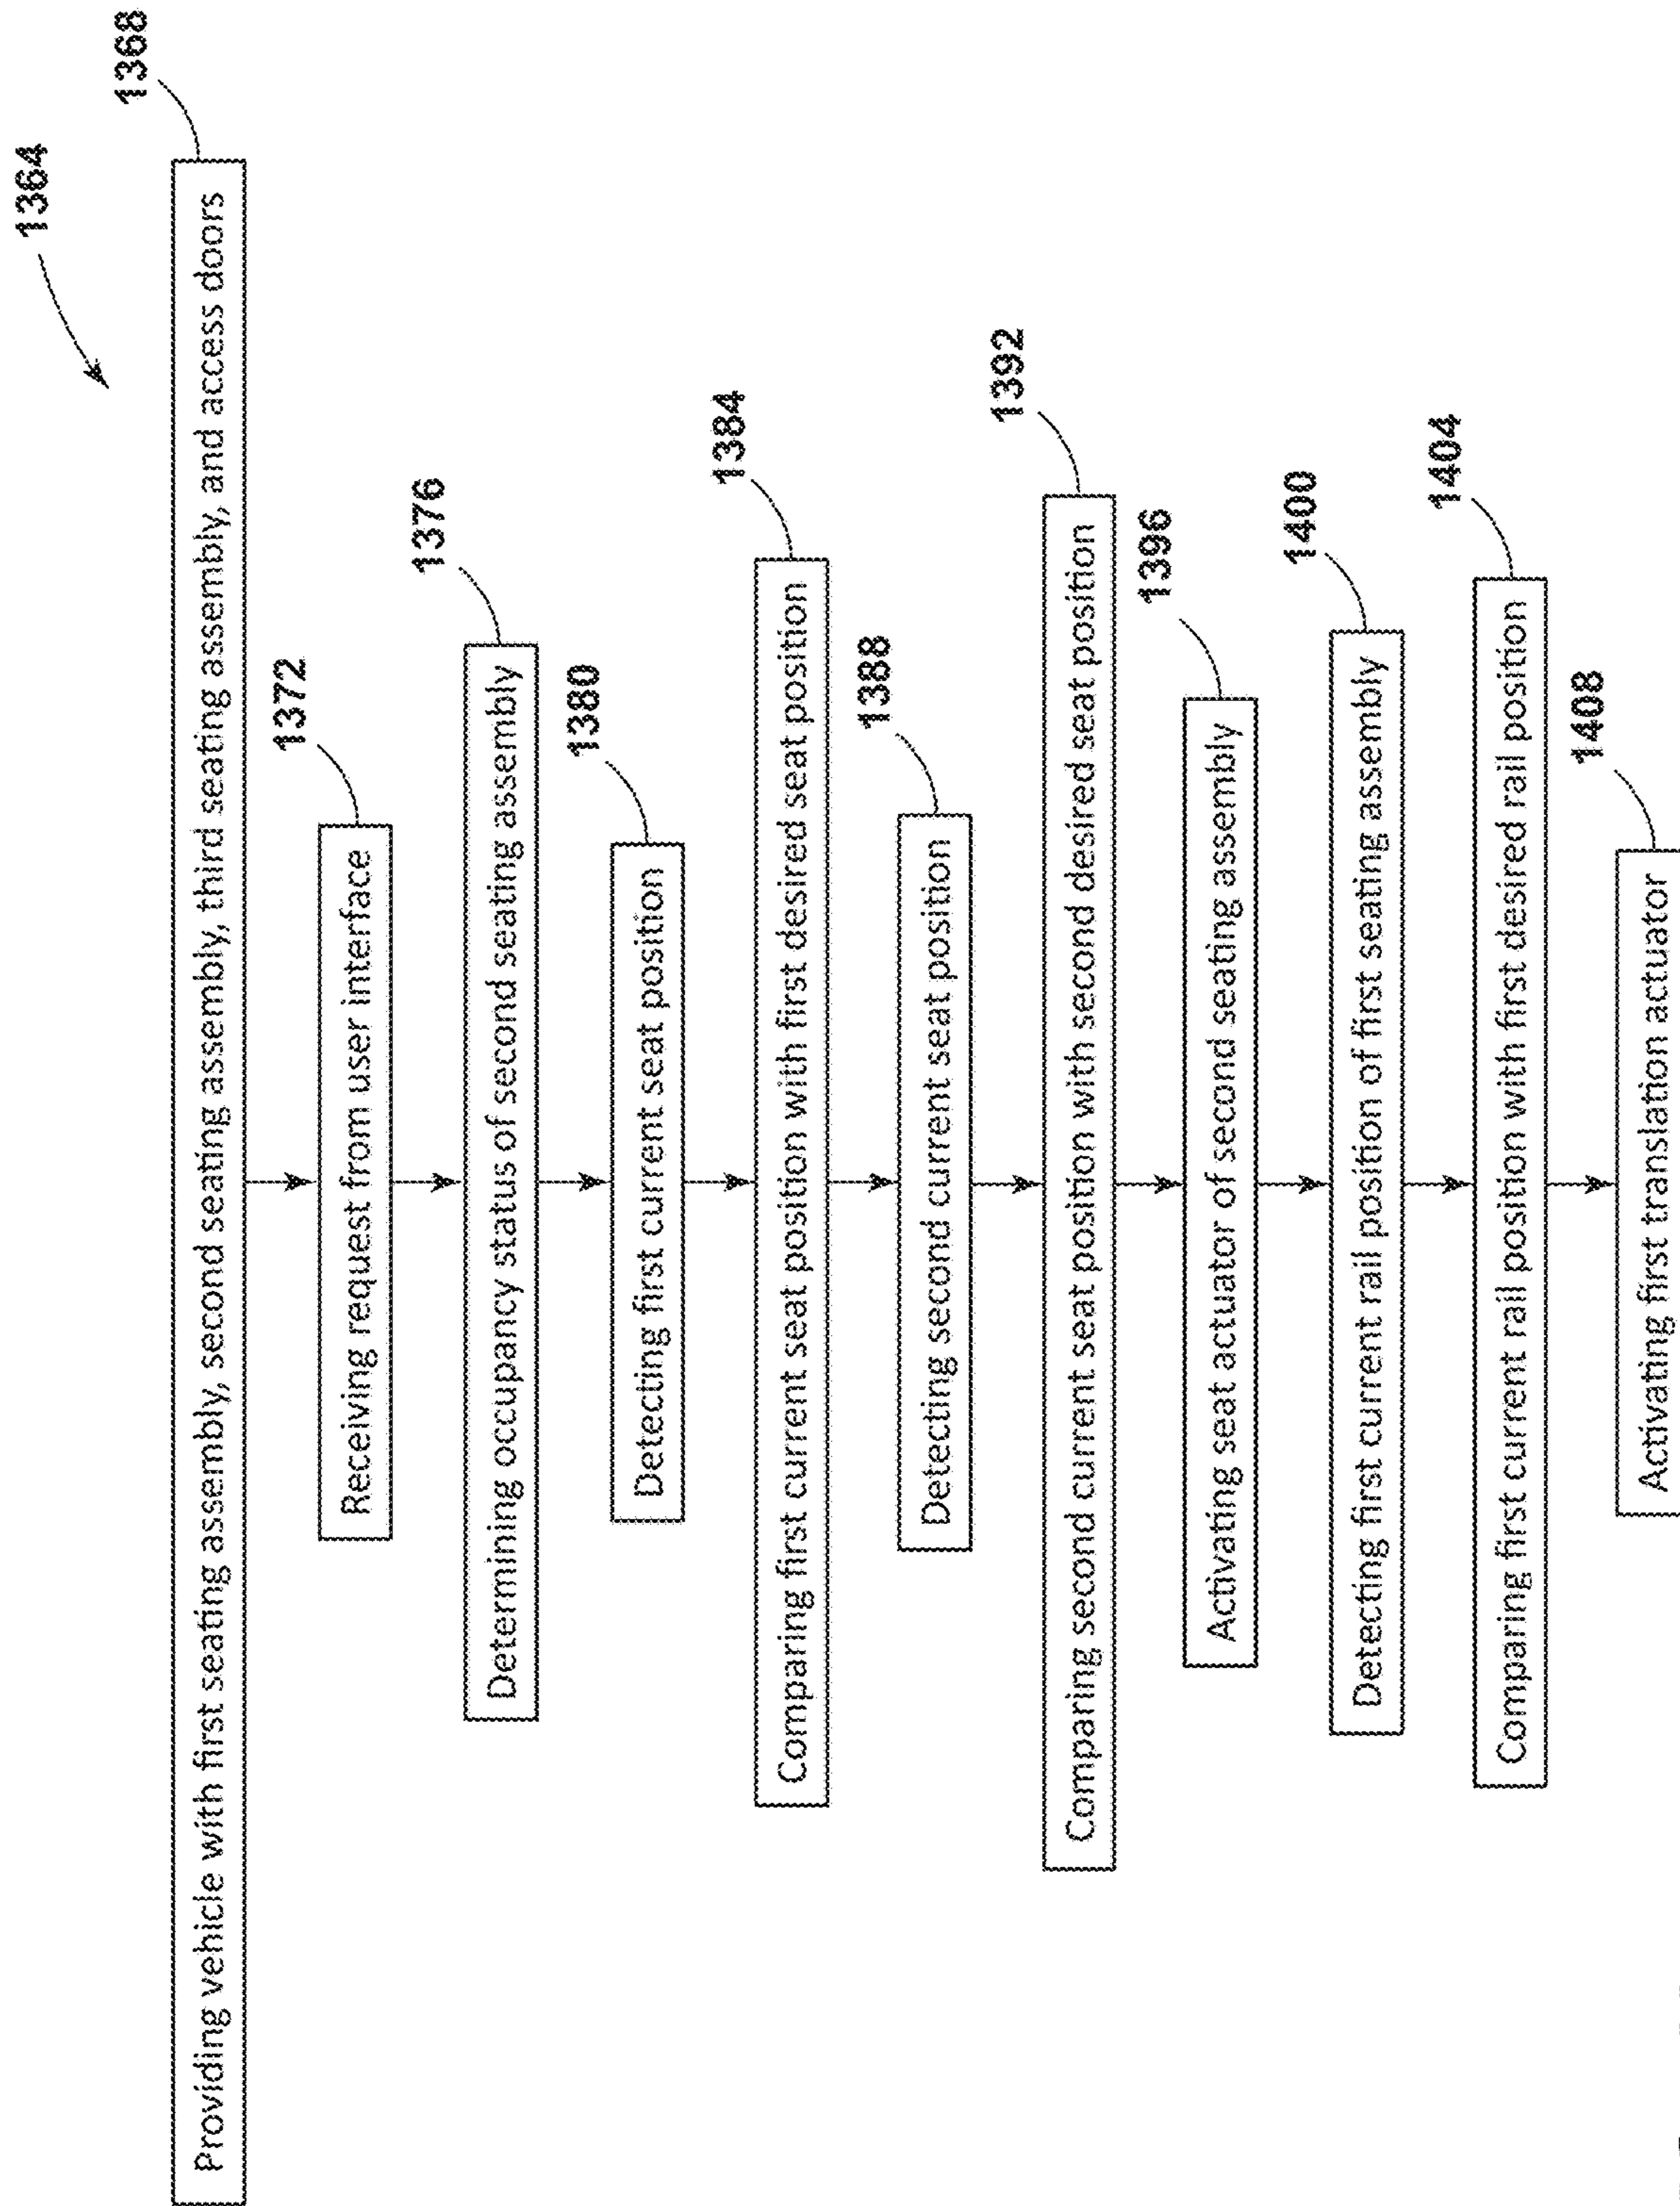 1364
1368
Providing vehicle with first seating assembly, second seating assembly, third seating assembly, and access doors
1372
Receiving request from user interface
1376
Determining occupancy status of second seating assembly
1380
Detecting first current seat position
1384
Comparing first current seat position with first desired seat position
1388
Detecting second current seat position
1392
Comparing second current seat position with second desired seat position
1396
Activating seat actuator of second seating assembly
1400
Detecting first current rail position of first seating assembly
1404
Comparing first current rail position with first desired rail position
1408
Activating first translation actuator